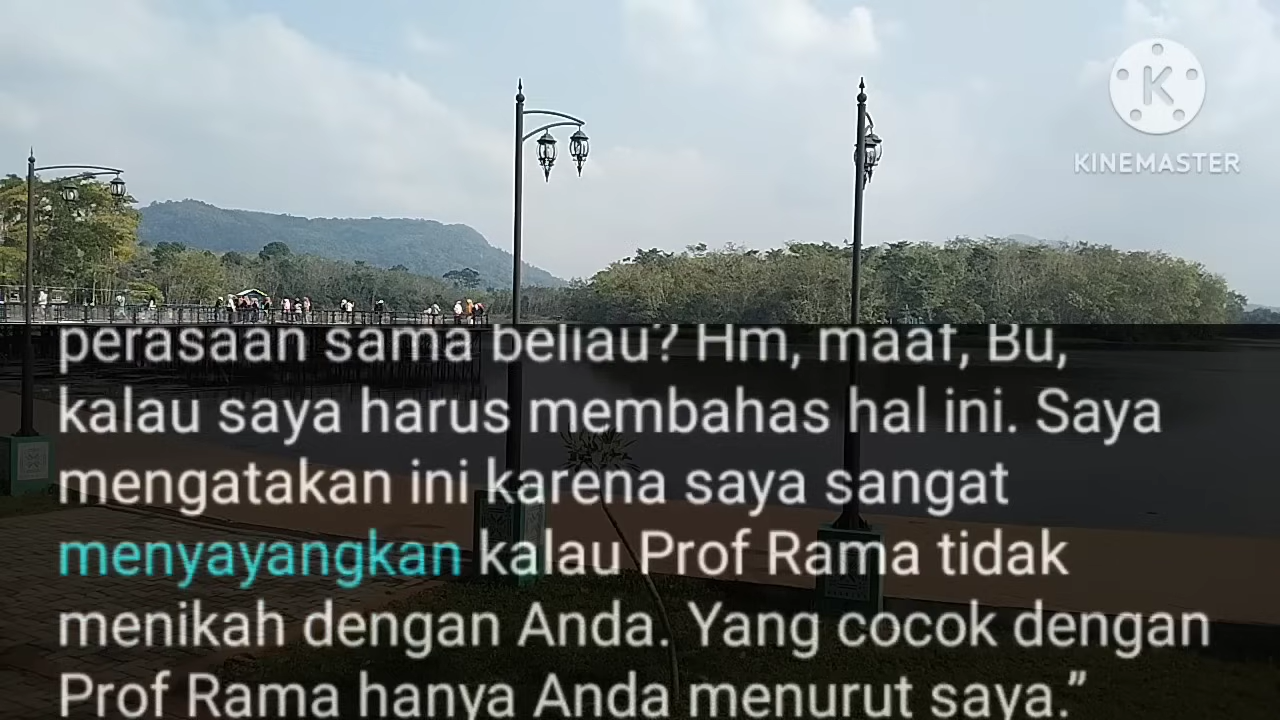 K
KINEMASTER
perasaan sama beliau? Hm, maaf, Bu,
kalau saya harus membahas hal ini. Saya
mengatakan ini karena saya sangat
menyayangkan kalau Prof Rama tidak
menikah dengan Anda. Yang cocok dengan
Prof Rama hanya Anda menurut saya.”